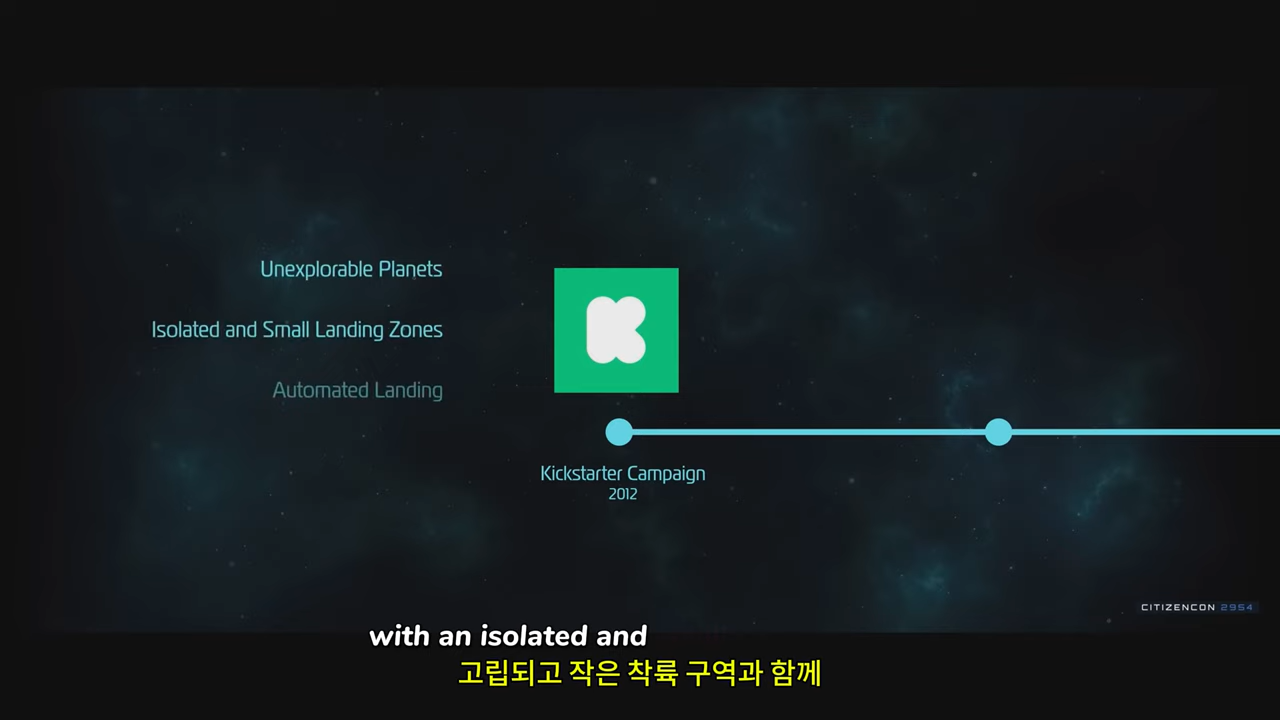 Unexplorable Planets
Isolated and Small Landing Zones
Automated Landing
K
Kickstarter Campaign
2012
CITIZENCON 2954
with an isolated and
고립되고 작은 착륙 구역과 함께